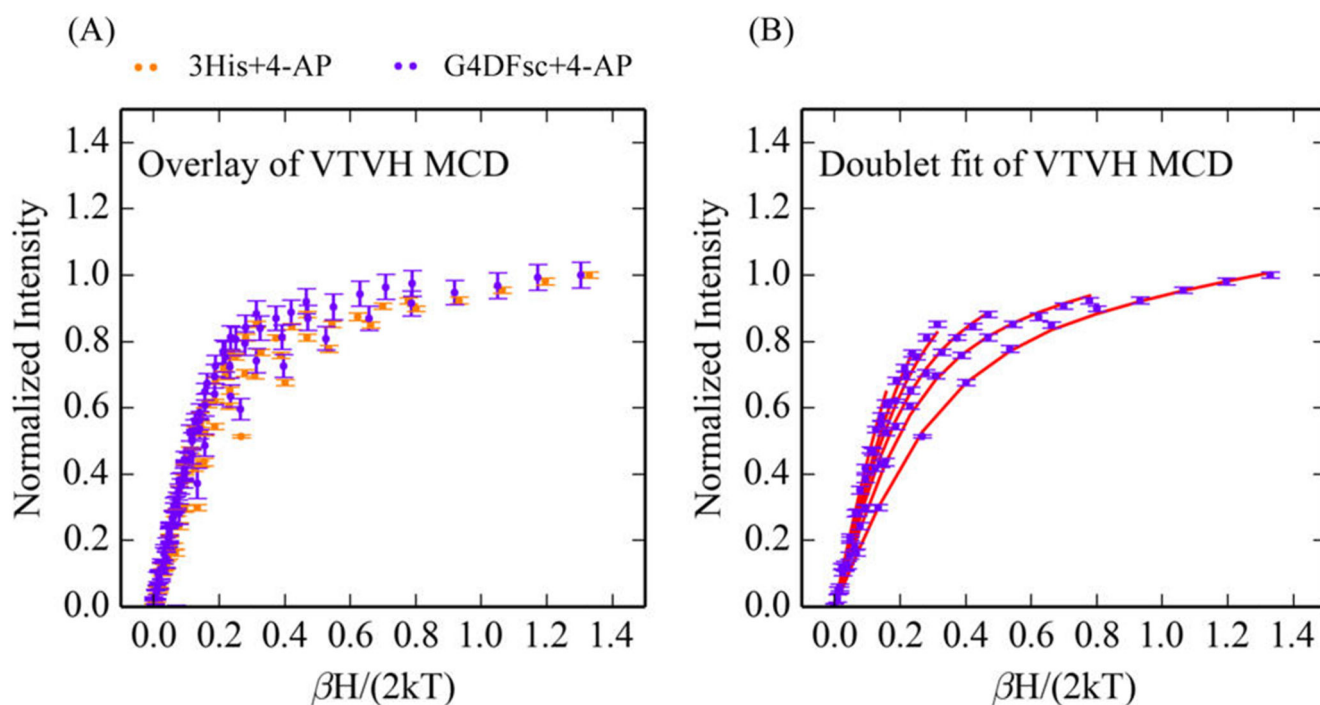 (A)
3His+4-AP
G4DFsc+4-AP
Overlay of VTVH MCD
Normalized Intensity
1.4
1.2
1.0
0.8
0.6
0.4
0.2
0.0
0.0 0.2 0.4 0.6 0.8 1.0 1.2 1.4
βH/(2kT)
(B)
Doublet fit of VTVH MCD
Normalized Intensity
1.4
1.2
1.0
0.8
0.6
0.4
0.2
0.0
0.0 0.2 0.4 0.6 0.8 1.0 1.2 1.4
βH/(2kT)